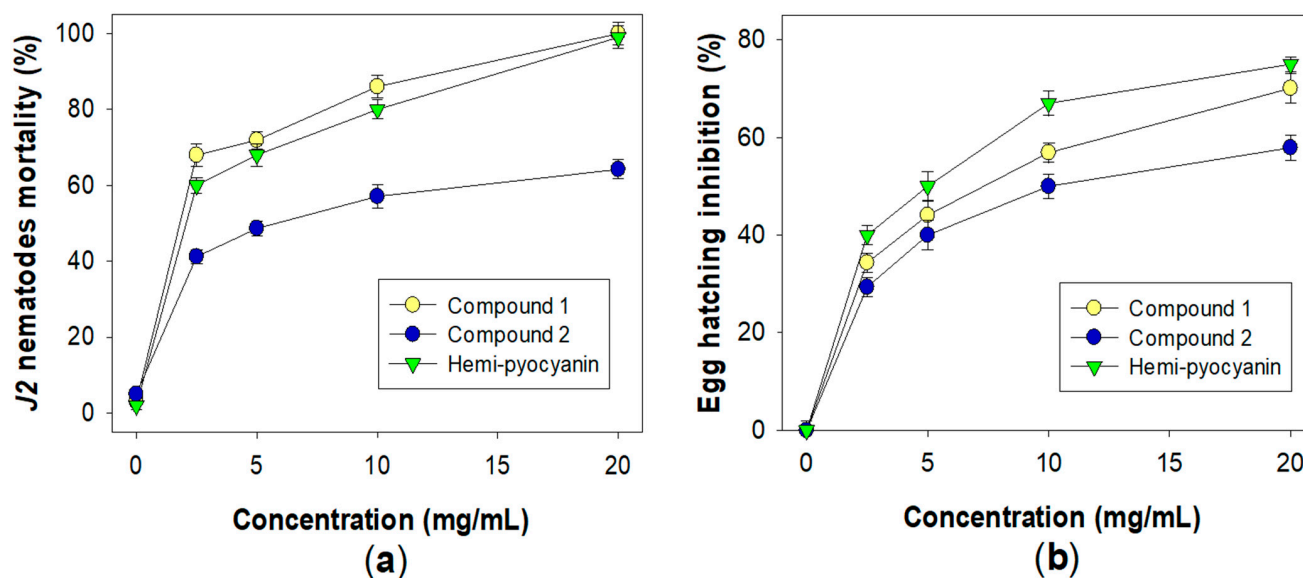 J2 nematodes mortality (%)
100
80
60
40
20
0
Compound 1
Compound 2
Hemi-pyocyanin
0 5 10 15 20
Concentration (mg/mL)
(a)
Egg hatching inhibition (%)
80
60
40
20
0
Compound 1
Compound 2
Hemi-pyocyanin
0 5 10 15 20
Concentration (mg/mL)
(b)